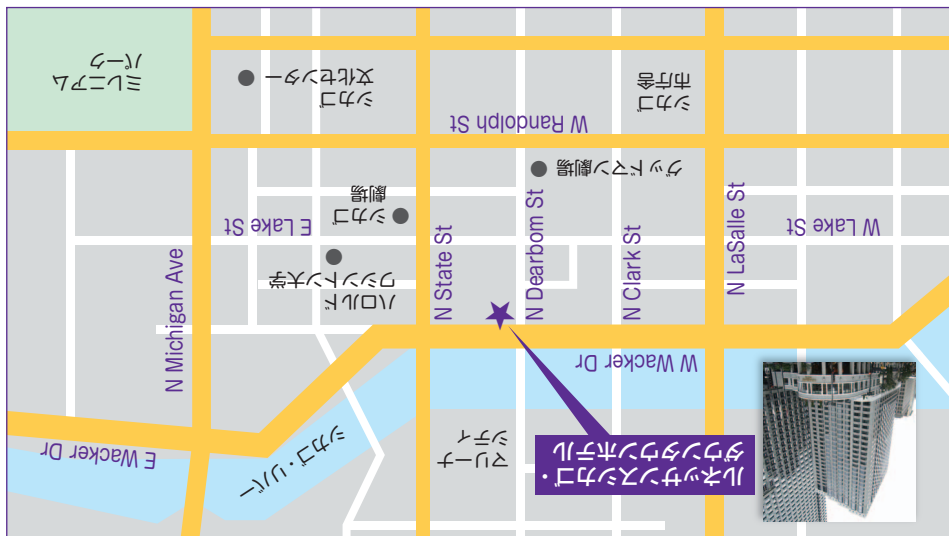 ルネッサンスシカゴ・
ダウンタウンホテル
マリーナ
シティ
シカゴ・リバー
E Wacker Dr
W Wacker Dr
N LaSalle St
N Clark St
N Dearbom St
N State St
N Michigan Ave
ハロルド
ワシントン大学
W Lake St
E Lake St
シカゴ
劇場
グッドマン劇場
W Randolph St
シカゴ
市庁舎
シカゴ
文化センター
ミレニアム
パーク